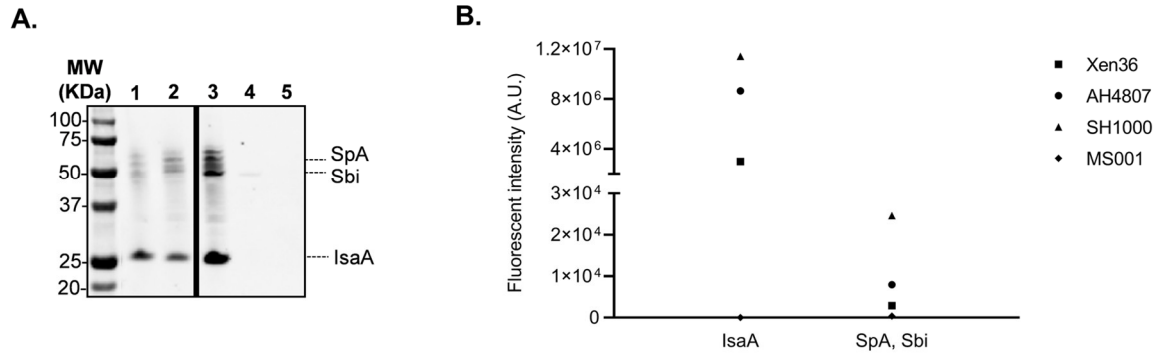 A.
MW
(KDa) 1 2 3 4 5
100-
75-
50-
37-
25-
20-
SpA
Sbi
IsaA
B.
Fluorescent intensity (A.U.)
1.2×10⁷
8×10⁶
4×10⁶
3×10⁴
2×10⁴
1×10⁴
0
IsaA SpA, Sbi
Xen36
AH4807
SH1000
MS001